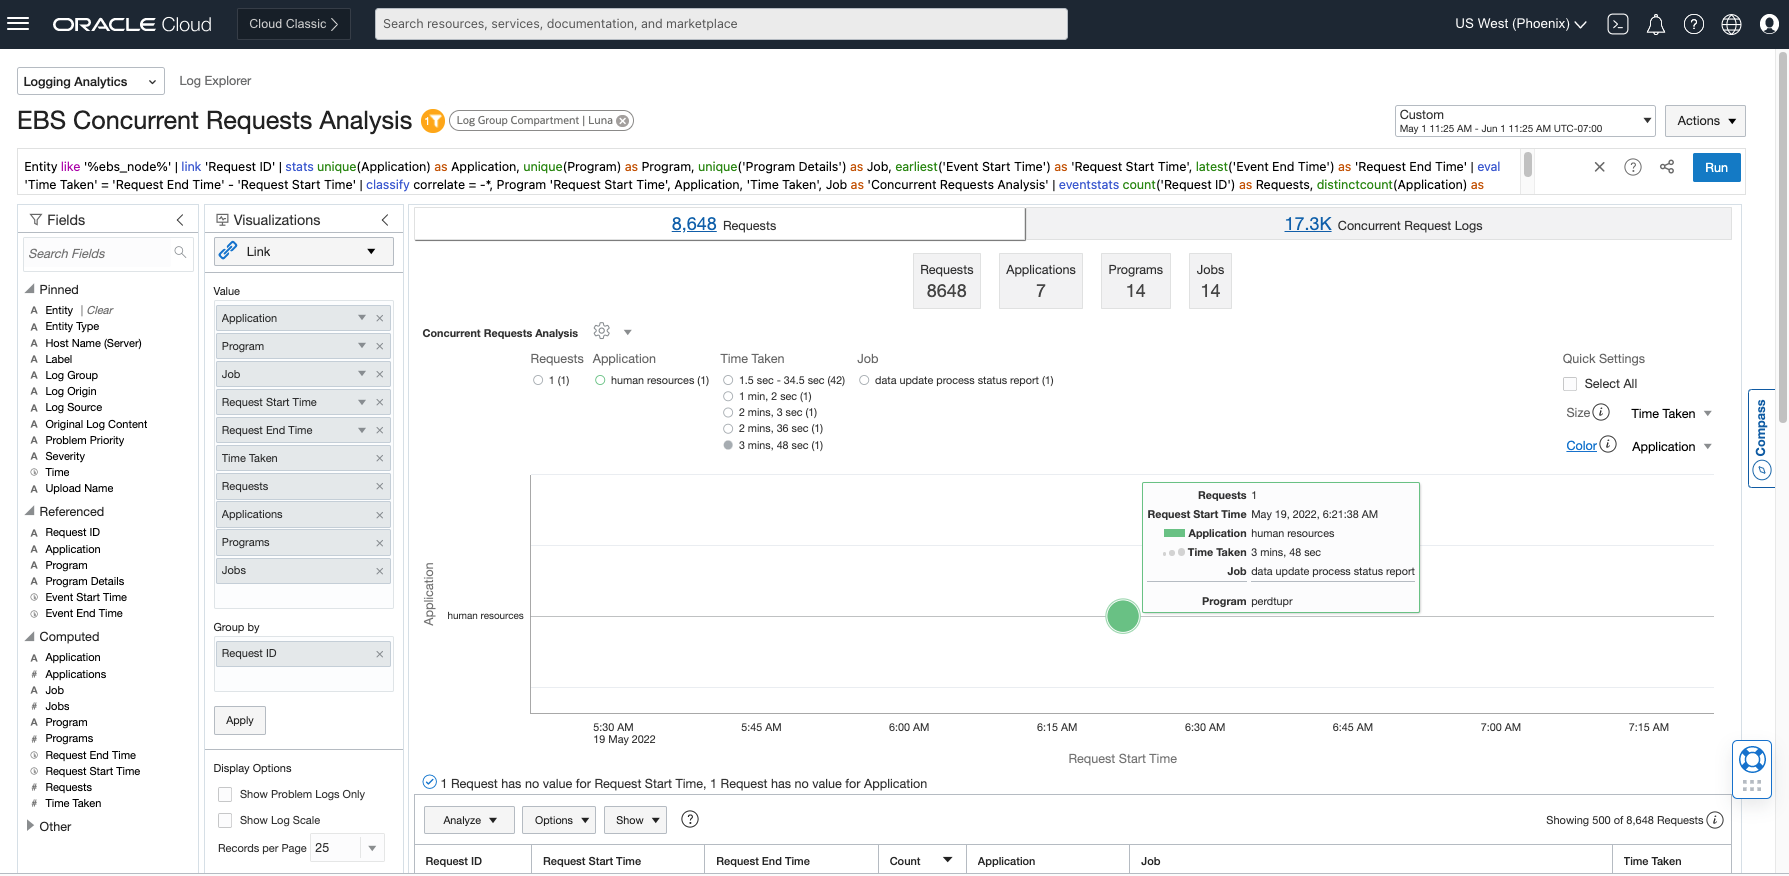 ORACLE Cloud
Cloud Classic
Search resources, services, documentation, and marketplace
US West (Phoenix)
Logging Analytics
Log Explorer
EBS Concurrent Requests Analysis
1
Log Group Compartment | Luna
Custom
May 1 11:25 AM - Jun 1 11:25 AM UTC-07:00
Actions
Entity like '%ebs_node%' | link 'Request ID' | stats unique(Application) as Application, unique(Program) as Program, unique('Program Details') as Job, earliest('Event Start Time') as 'Request Start Time', latest('Event End Time') as 'Request End Time' | eval
'Time Taken' = 'Request End Time' - 'Request Start Time' | classify correlate = -*, Program 'Request Start Time', Application, 'Time Taken', Job as 'Concurrent Requests Analysis' | eventstats count('Request ID') as Requests, distinctcount(Application) as
Run
Fields
Search Fields
Pinned
Entity | Clear
Entity Type
Host Name (Server)
Label
Log Group
Log Origin
Log Source
Original Log Content
Problem Priority
Severity
Time
Upload Name
Referenced
Request ID
Application
Program
Program Details
Event Start Time
Event End Time
Computed
Application
Applications
Job
Jobs
Program
Programs
Request End Time
Request Start Time
Requests
Time Taken
Other
Visualizations
Link
Value
Application
Program
Job
Request Start Time
Request End Time
Time Taken
Requests
Applications
Programs
Jobs
Group by
Request ID
Apply
Display Options
Show Problem Logs Only
Show Log Scale
Records per Page 25
8,648 Requests
17.3K Concurrent Request Logs
Requests
8648
Applications
7
Programs
14
Jobs
14
Concurrent Requests Analysis
Requests
1 (1)
Application
human resources (1)
Time Taken
1.5 sec - 34.5 sec (42)
1 min, 2 sec (1)
2 mins, 3 sec (1)
2 mins, 36 sec (1)
3 mins, 48 sec (1)
Job
data update process status report (1)
Quick Settings
Select All
Size Time Taken
Color Application
Compass
Application
human resources
Requests 1
Request Start Time May 19, 2022, 6:21:38 AM
Application human resources
Time Taken 3 mins, 48 sec
Job data update process status report
Program perdtupr
5:30 AM 5:45 AM 6:00 AM 6:15 AM 6:30 AM 6:45 AM 7:00 AM 7:15 AM
19 May 2022
Request Start Time
1 Request has no value for Request Start Time, 1 Request has no value for Application
Analyze
Options
Show
Showing 500 of 8,648 Requests
Request ID Request Start Time Request End Time Count Application Job Time Taken